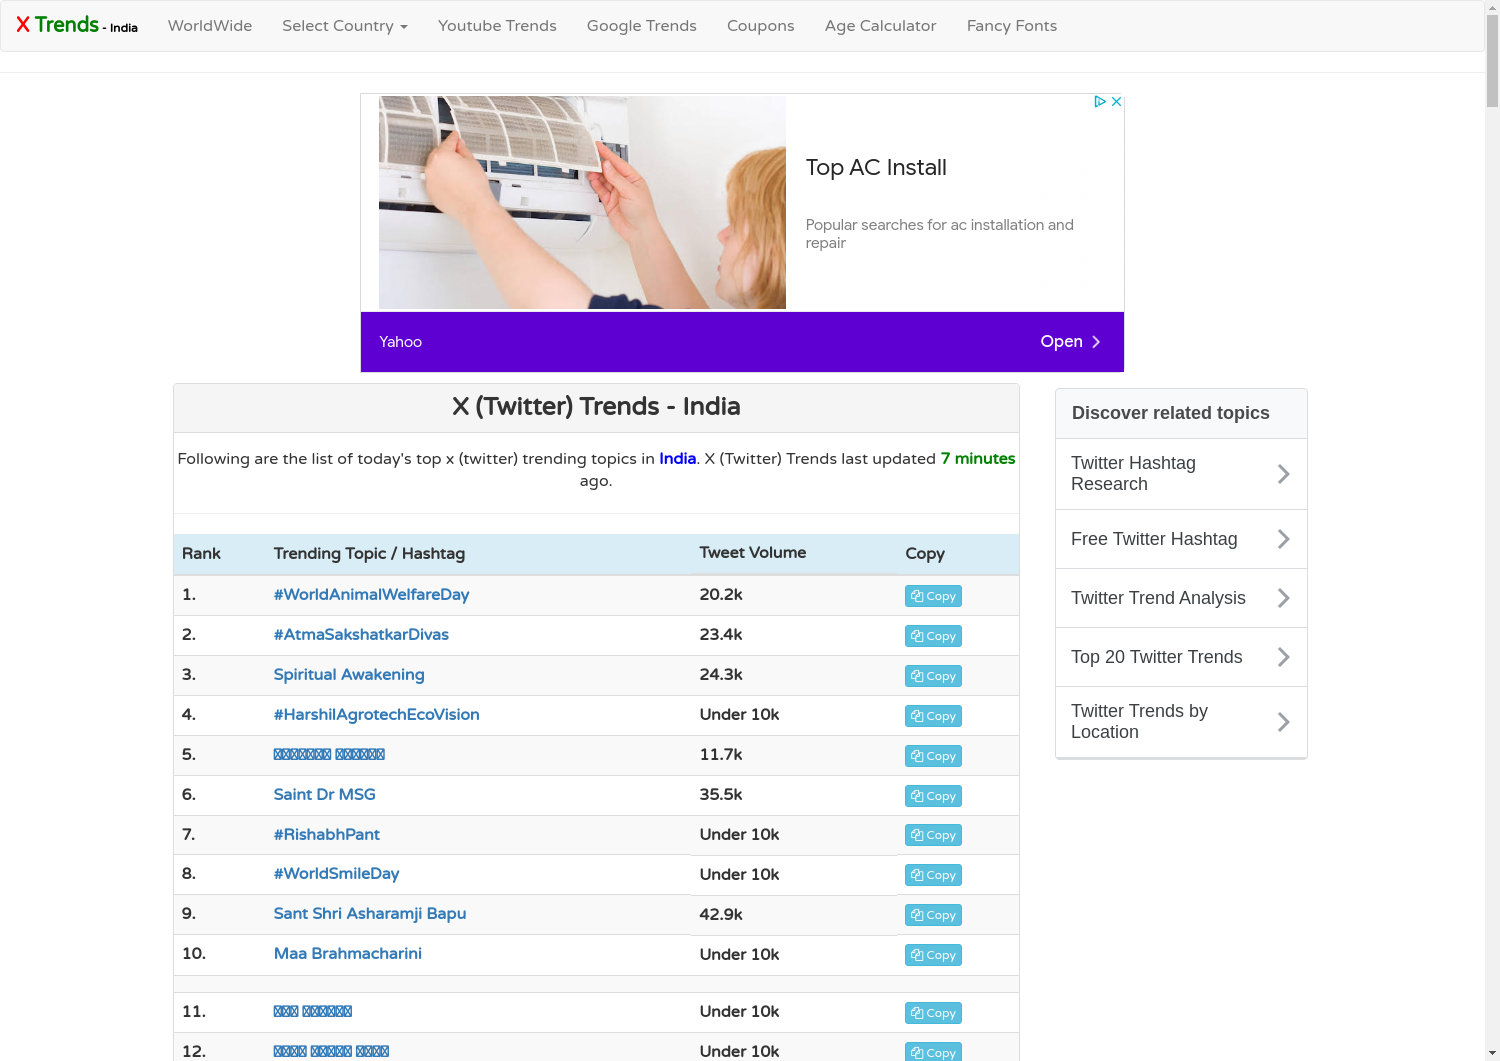 X Trends - India WorldWide Select Country Youtube Trends Google Trends Coupons Age Calculator Fancy Fonts
Top AC Install
Popular searches for ac installation and
repair
Yahoo Open
X (Twitter) Trends - India
Following are the list of today's top x (twitter) trending topics in India. X (Twitter) Trends last updated 7 minutes
ago.
Rank Trending Topic / Hashtag Tweet Volume Copy
1. #WorldAnimalWelfareDay 20.2k Copy
2. #AtmaSakshatkarDivas 23.4k Copy
3. Spiritual Awakening 24.3k Copy
4. #HarshilAgrotechEcoVision Under 10k Copy
5. 11.7k Copy
6. Saint Dr MSG 35.5k Copy
7. #RishabhPant Under 10k Copy
8. #WorldSmileDay Under 10k Copy
9. Sant Shri Asharamji Bapu 42.9k Copy
10. Maa Brahmacharini Under 10k Copy
11. Under 10k Copy
12. Under 10k Copy
Discover related topics
Twitter Hashtag
Research
Free Twitter Hashtag
Twitter Trend Analysis
Top 20 Twitter Trends
Twitter Trends by
Location